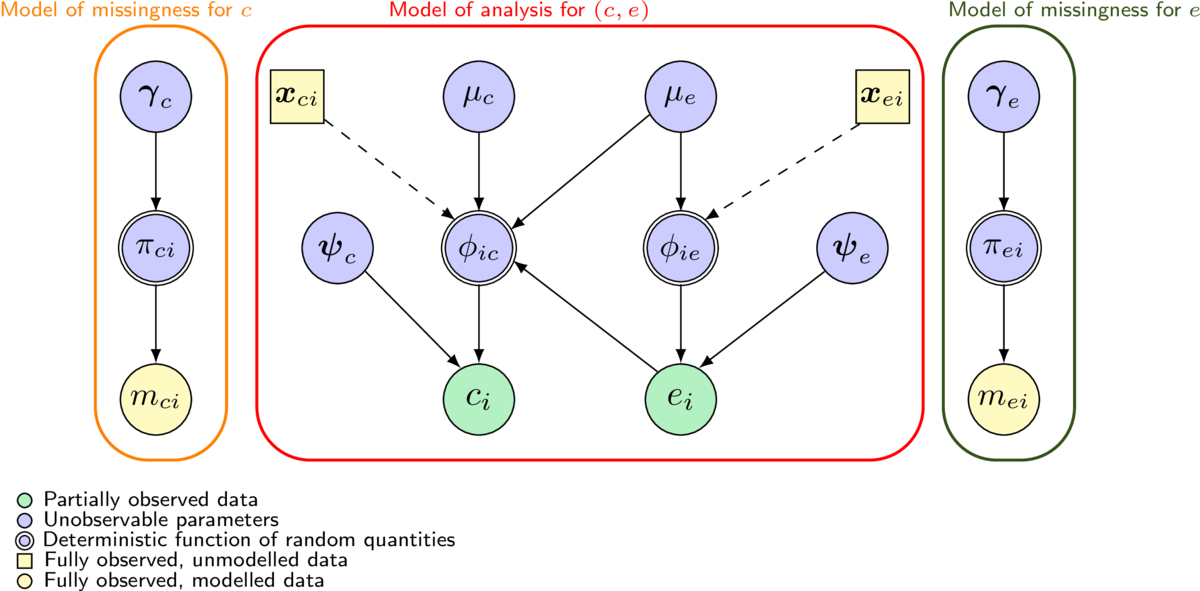 Model of missingness for c
Model of analysis for (c, e)
Model of missingness for e
γc
xci
μc
μe
xei
γe
πci
ψc
ϕic
ϕie
ψe
πei
mci
ci
ei
mei
Partially observed data
Unobservable parameters
Deterministic function of random quantities
Fully observed, unmodelled data
Fully observed, modelled data